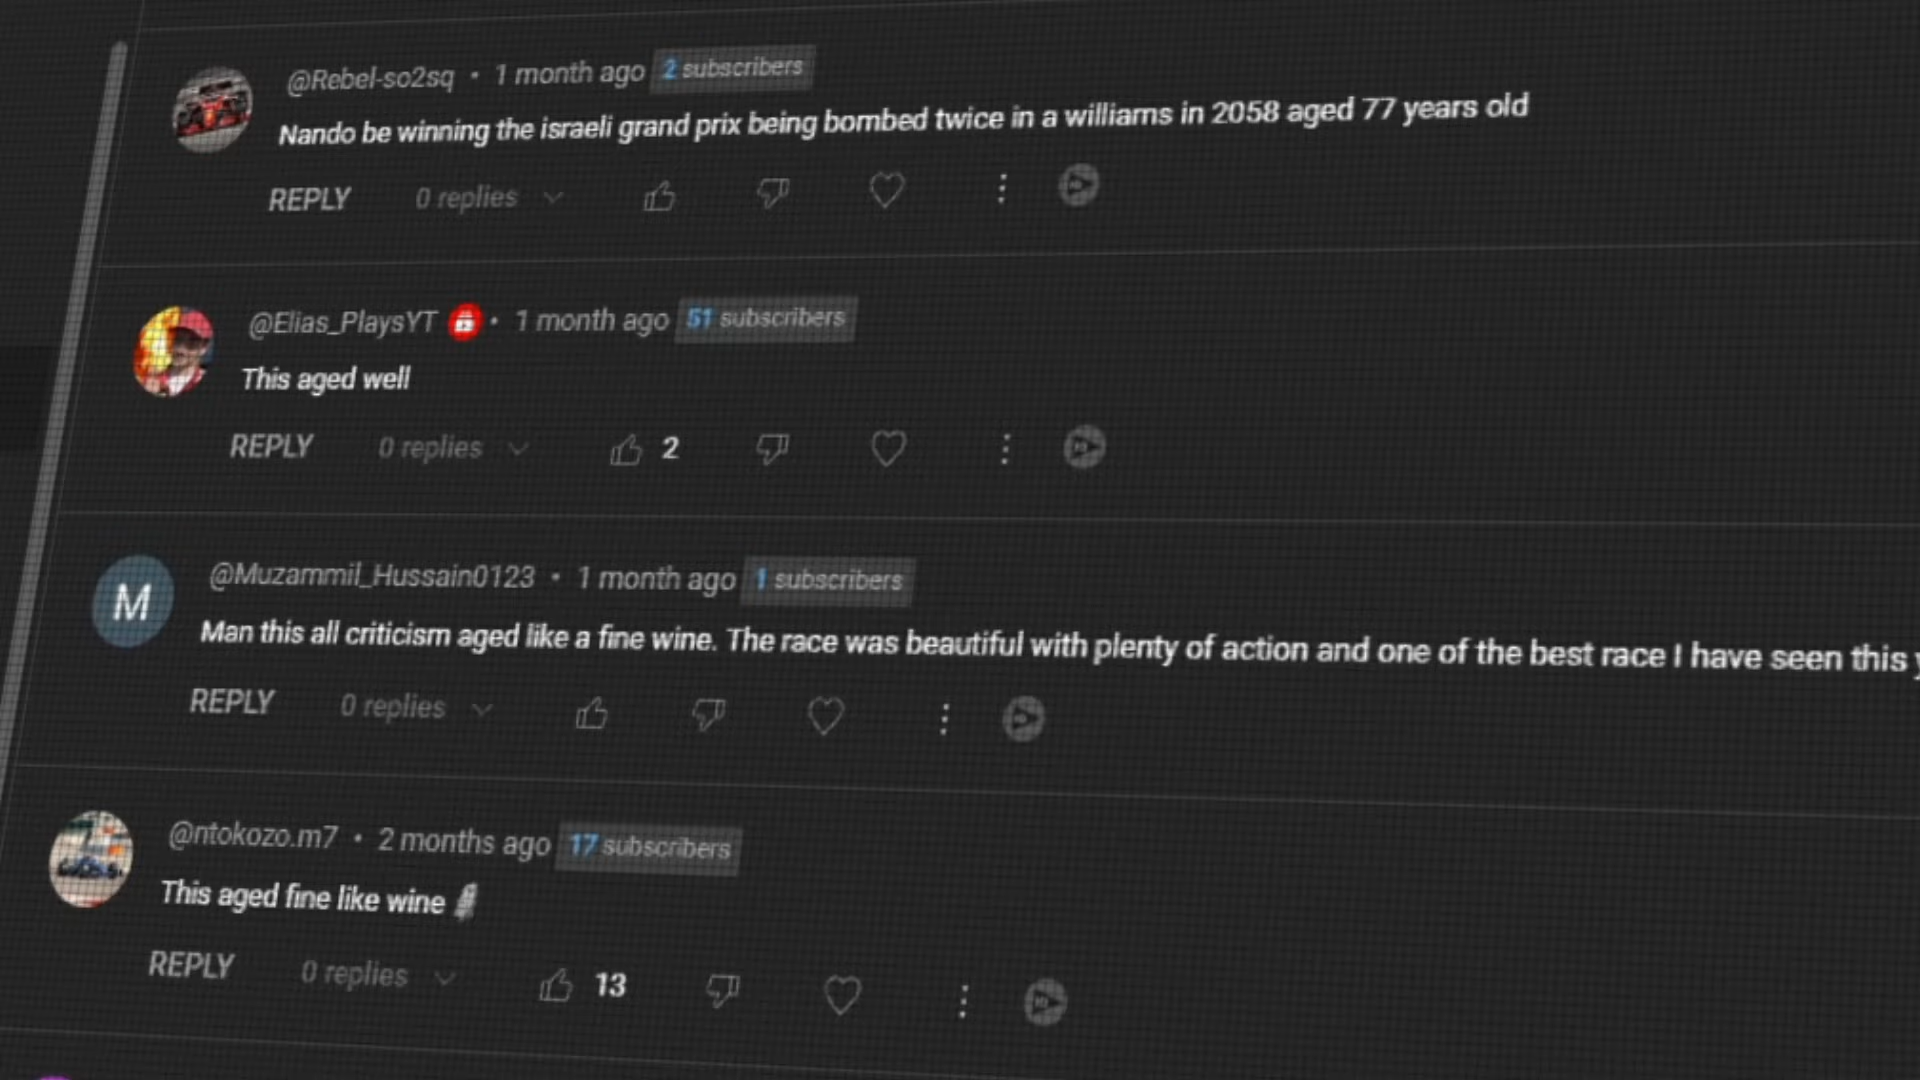 @Rebel-so2sq • 1 month ago 2 subscribers
Nando be winning the israeli grand prix being bombed twice in a williams in 2058 aged 77 years old
REPLY 0 replies
@Elias_PlaysYT • 1 month ago 51 subscribers
This aged well
REPLY 0 replies 2
@Muzammil_Hussain0123 • 1 month ago 1 subscribers
M
Man this all criticism aged like a fine wine. The race was beautiful with plenty of action and one of the best race I have seen this
REPLY 0 replies
@ntokozo.m7 • 2 months ago 17 subscribers
This aged fine like wine
REPLY 0 replies 13